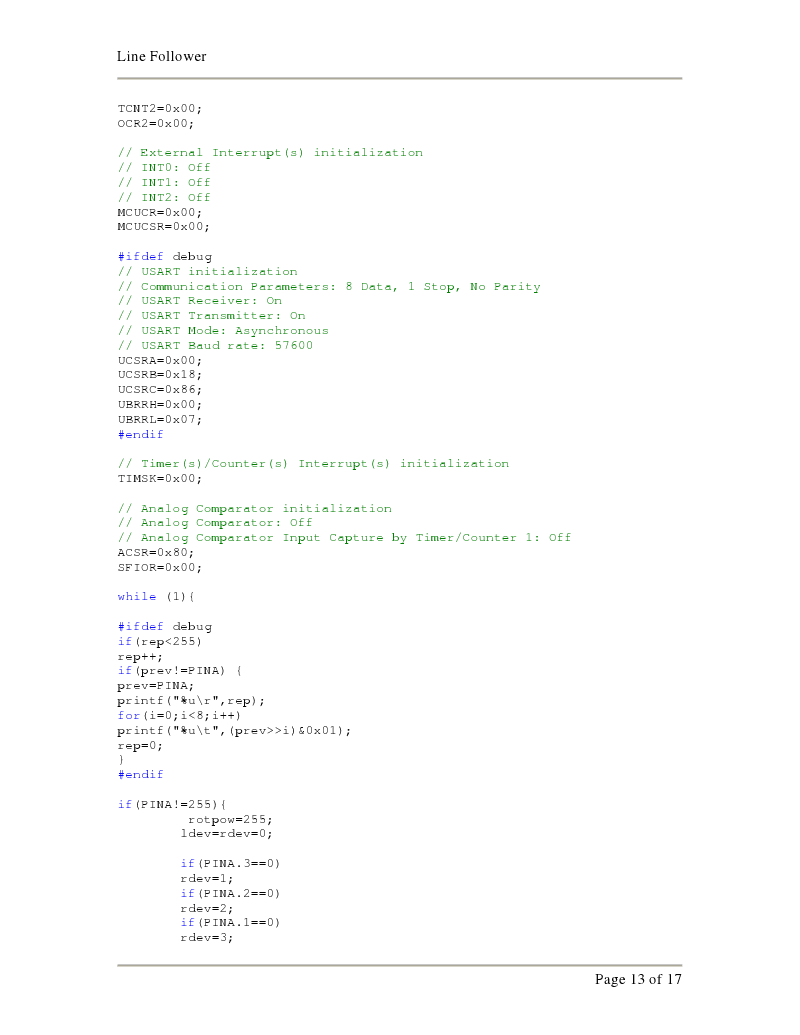 Line Follower
TCNT2=0x00;
OCR2=0x00;
// External Interrupt(s) initialization
// INT0: Off
// INT1: Off
// INT2: Off
MCUCR=0x00;
MCUCSR=0x00;
#ifdef debug
// USART initialization
// Communication Parameters: 8 Data, 1 Stop, No Parity
// USART Receiver: On
// USART Transmitter: On
// USART Mode: Asynchronous
// USART Baud rate: 57600
UCSRA=0x00;
UCSRB=0x18;
UCSRC=0x86;
UBRRH=0x00;
UBRRL=0x07;
#endif
// Timer(s)/Counter(s) Interrupt(s) initialization
TIMSK=0x00;
// Analog Comparator initialization
// Analog Comparator: Off
// Analog Comparator Input Capture by Timer/Counter 1: Off
ACSR=0x80;
SFIOR=0x00;
while (1){
#ifdef debug
if(rep<255)
rep++;
if(prev!=PINA) {
prev=PINA;
printf("%u\r",rep);
for(i=0;i<8;i++)
printf("%u\t",(prev>>i)&0x01);
rep=0;
}
#endif
if(PINA!=255){
rotpow=255;
ldev=rdev=0;
if(PINA.3==0)
rdev=1;
if(PINA.2==0)
rdev=2;
if(PINA.1==0)
rdev=3;
Page 13 of 17